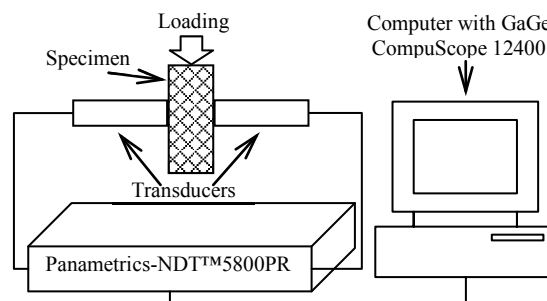 Loading
Specimen
Transducers
Panametrics-NDT™5800PR
Computer with GaGe
CompuScope 12400